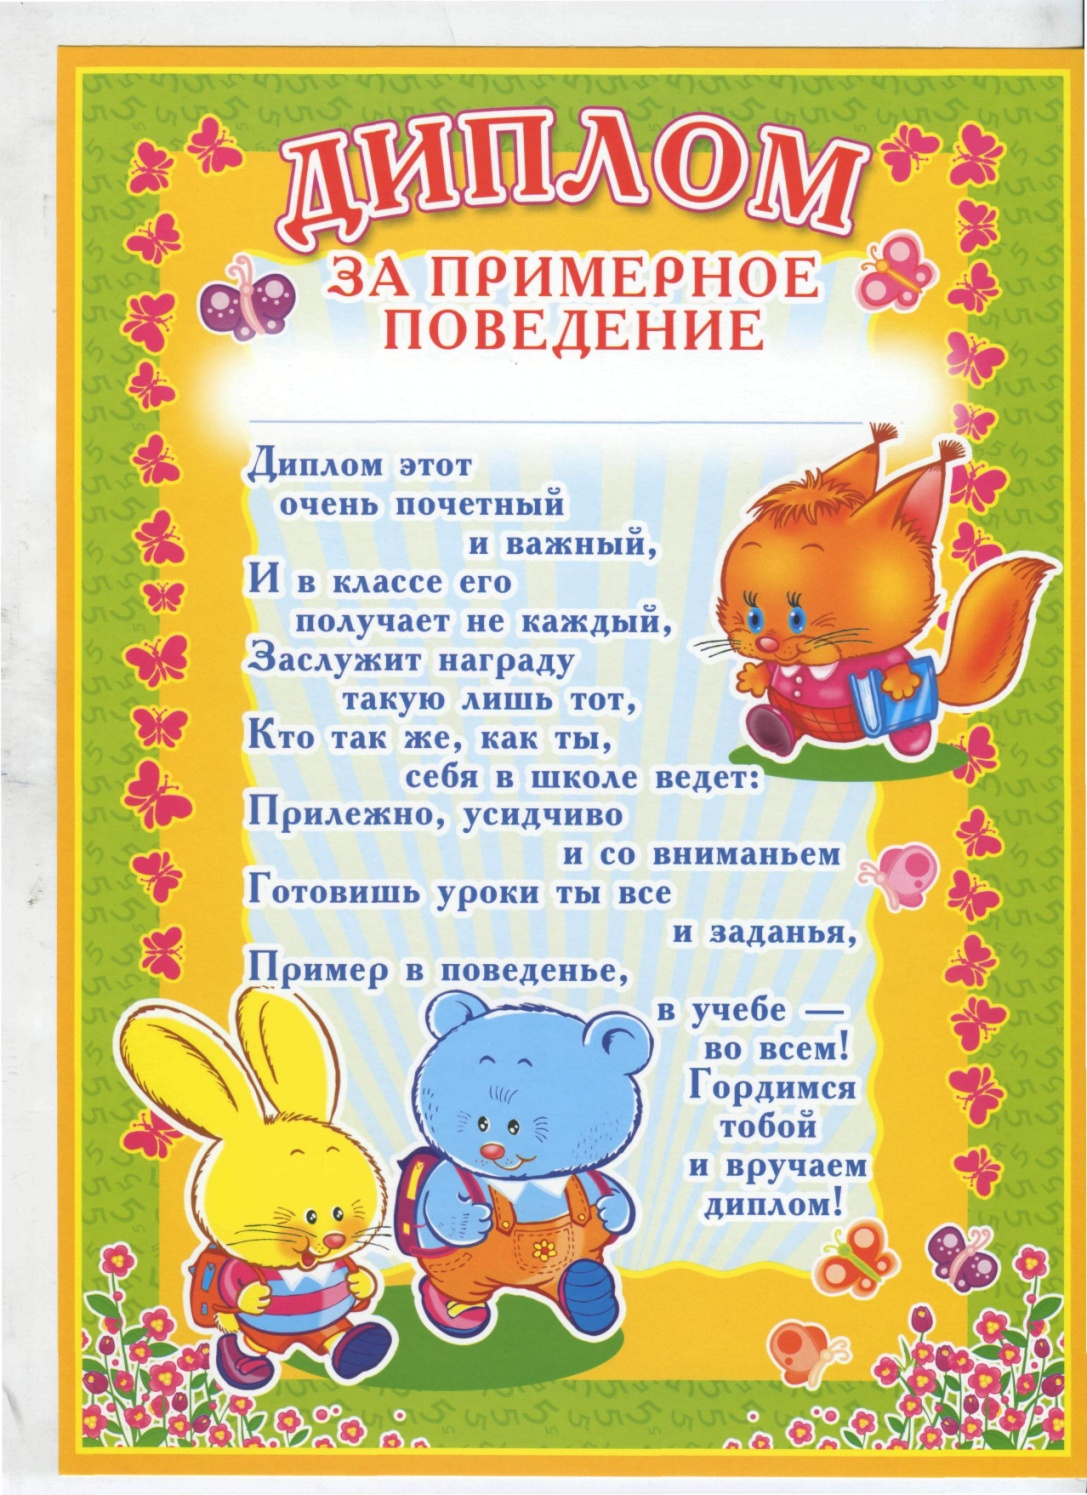 ДИПЛОМ
ЗА ПРИМЕРНОЕ
ПОВЕДЕНИЕ
Диплом этот
очень почетный
и важный,
И в классе его
получает не каждый,
Заслужит награду
такую лишь тот,
Кто так же, как ты,
себя в школе ведет:
Прилежно, усидчиво
и со вниманьем
Готовишь уроки ты все
и заданья,
Пример в поведенье,
в учебе —
во всем!
Гордимся
тобой
и вручаем
диплом!